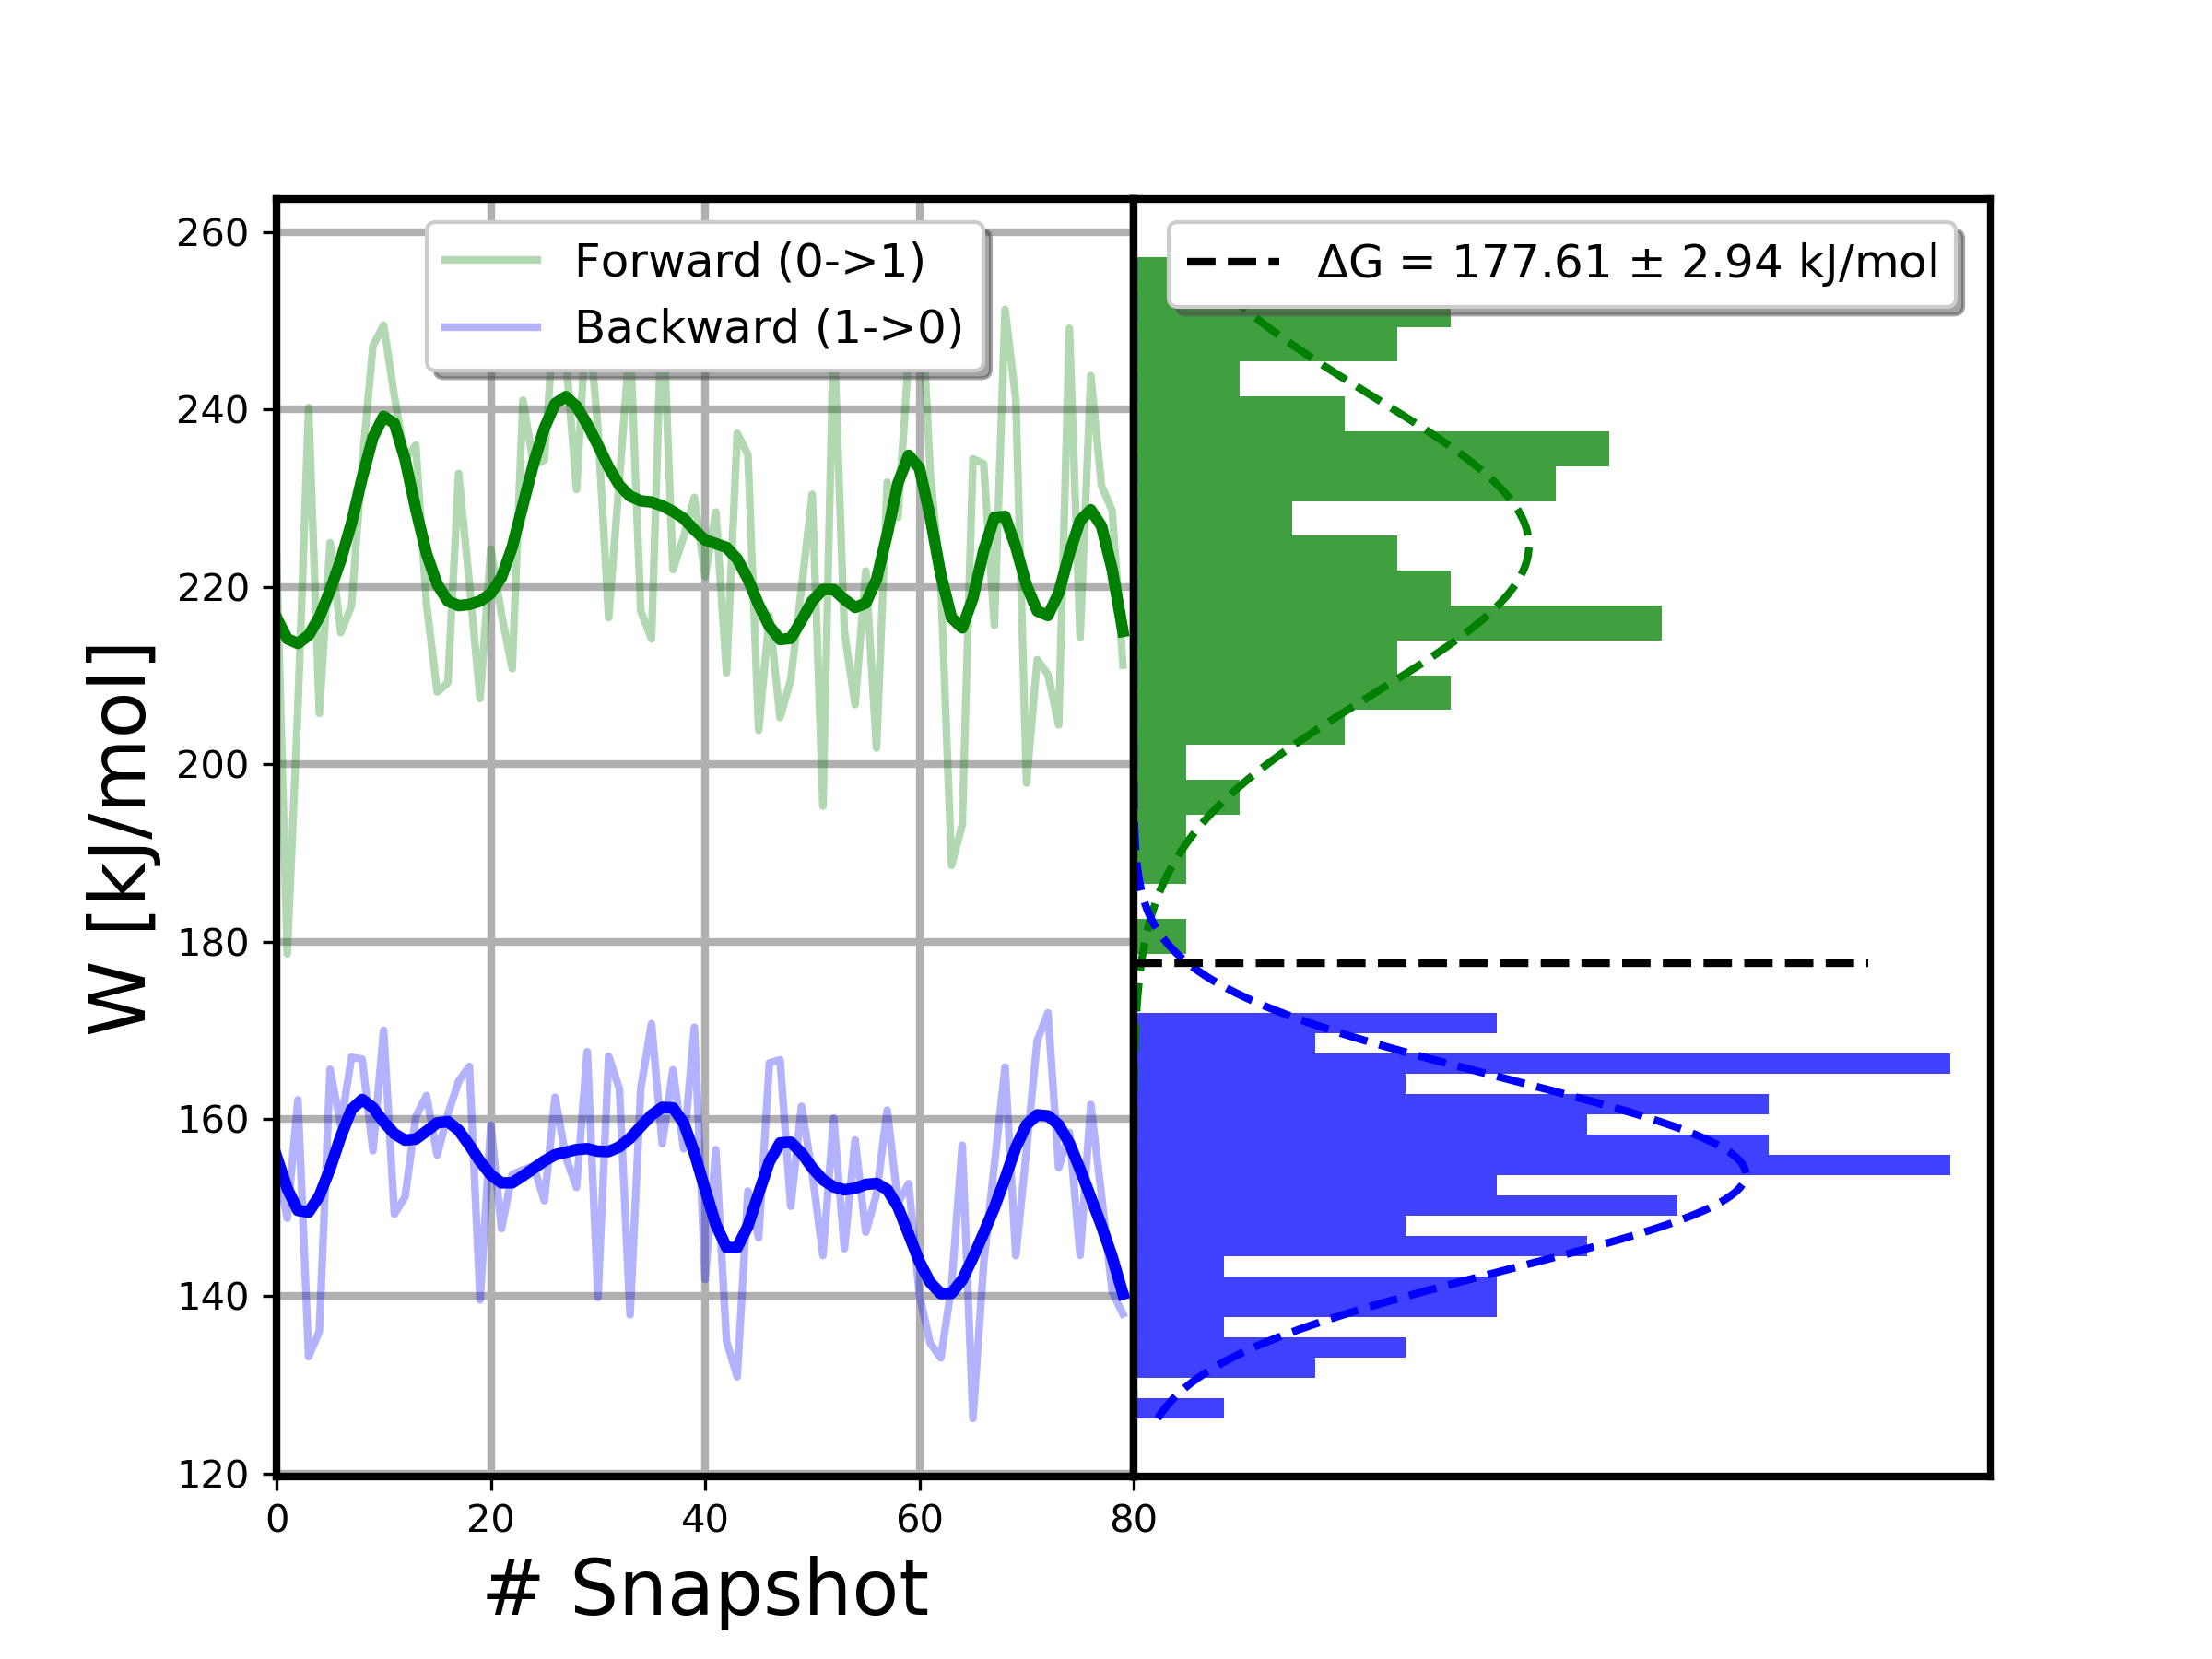 260
240
220
200
180
160
140
120
W [kJ/mol]
0
20
40
60
80
# Snapshot
Forward (0->1)
Backward (1->0)
ΔG = 177.61 ± 2.94 kJ/mol